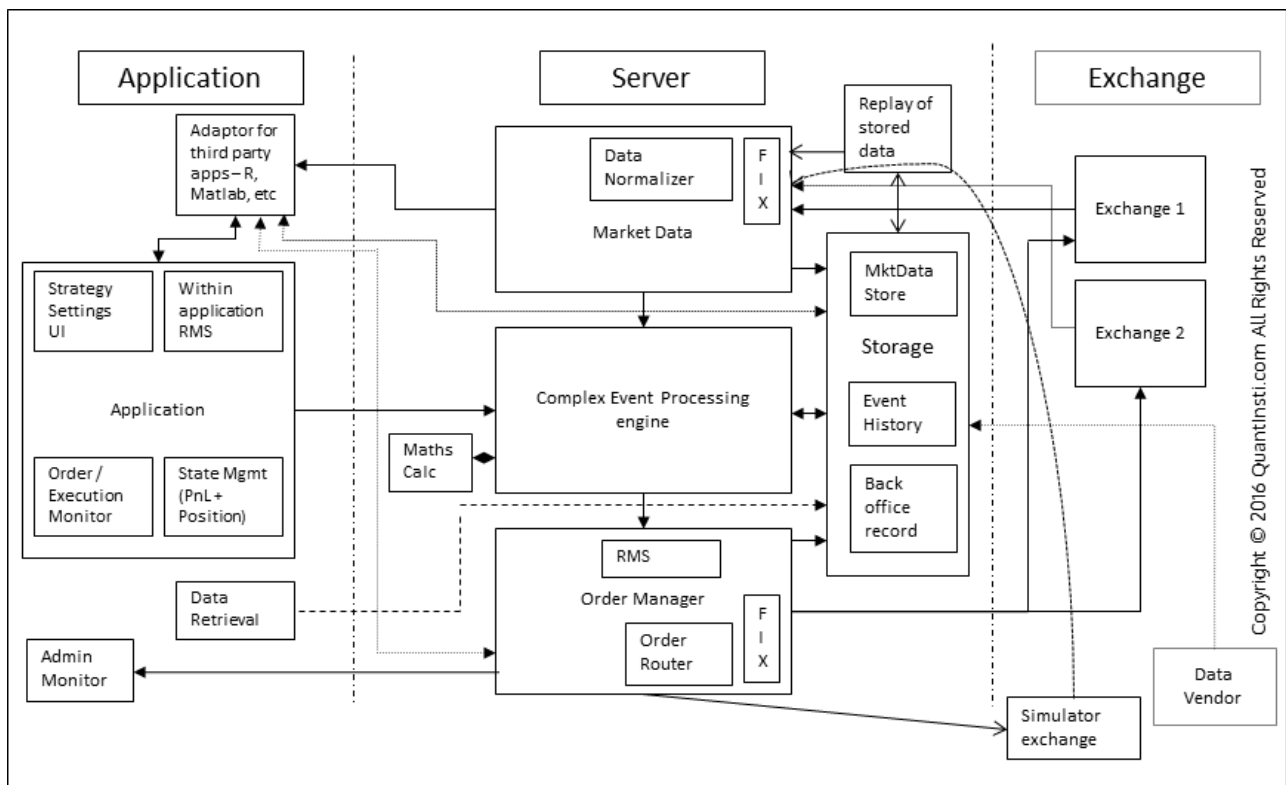 Application
Server
Exchange
Adaptor for
third party
apps – R,
Matlab, etc
Data
Normalizer
F
I
X
Market Data
Replay of
stored
data
Exchange 1
Exchange 2
Strategy
Settings
UI
Within
application
RMS
Application
Order /
Execution
Monitor
State Mgmt
(PnL +
Position)
Complex Event Processing
engine
Maths
Calc
MktData
Store
Storage
Event
History
Back
office
record
RMS
Order Manager
Order
Router
F
I
X
Data
Retrieval
Admin
Monitor
Simulator
exchange
Data
Vendor
Copyright © 2016 QuantInsti.com All Rights Reserved